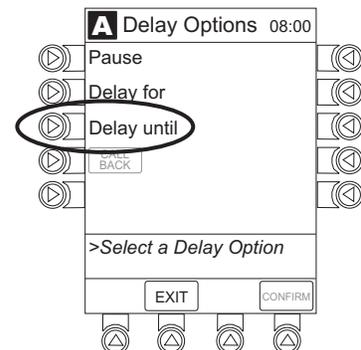 A Delay Options 08:00
Pause
Delay for
Delay until
CALL
BACK
>Select a Delay Option
EXIT CONFIRM